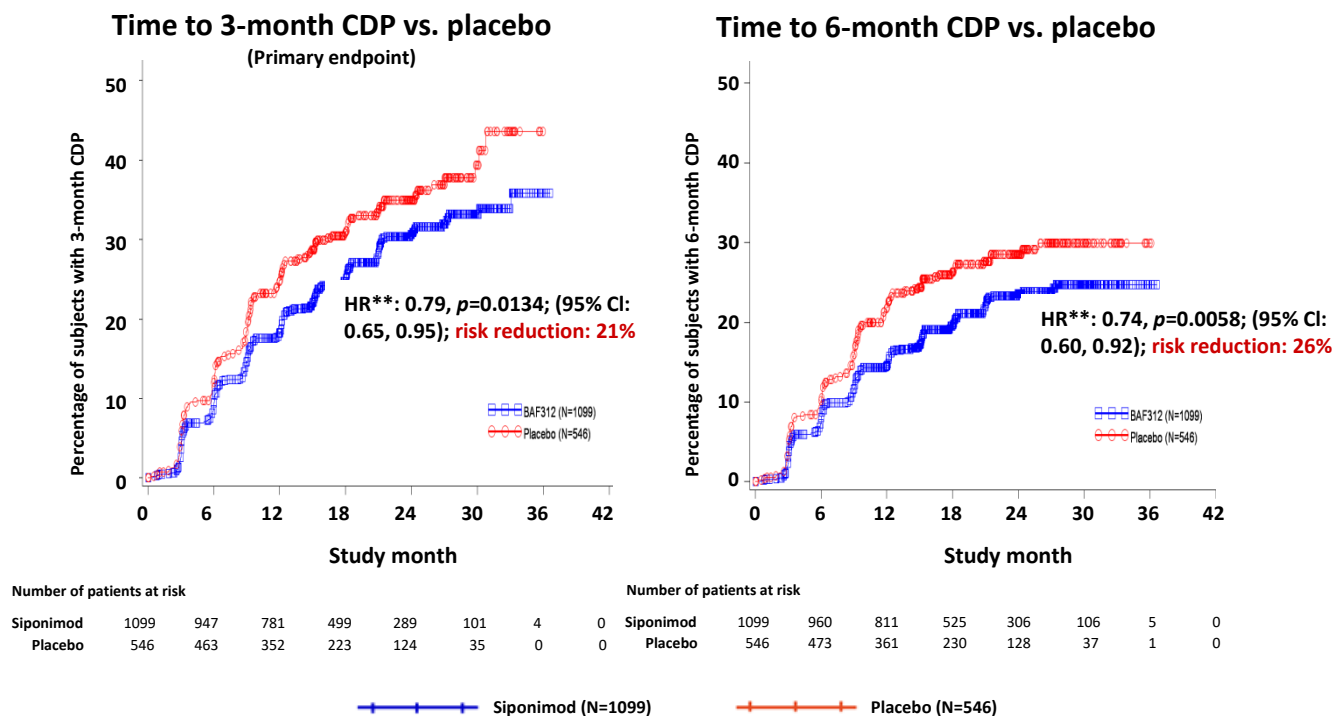 Time to 3-month CDP vs. placebo
(Primary endpoint)
Percentage of subjects with 3-month CDP
50
40
30
20
10
0
HR**: 0.79, p=0.0134; (95% CI:
0.65, 0.95); risk reduction: 21%
BAF312 (N=1099)
Placebo (N=546)
0 6 12 18 24 30 36 42
Study month
Time to 6-month CDP vs. placebo
Percentage of subjects with 6-month CDP
50
40
30
20
10
0
HR**: 0.74, p=0.0058; (95% CI:
0.60, 0.92); risk reduction: 26%
BAF312 (N=1099)
Placebo (N=546)
0 6 12 18 24 30 36 42
Study month
Number of patients at risk
Siponimod 1099 947 781 499 289 101 4 0
Placebo 546 463 352 223 124 35 0 0
Number of patients at risk
Siponimod 1099 960 811 525 306 106 5 0
Placebo 546 473 361 230 128 37 1 0
Siponimod (N=1099) Placebo (N=546)